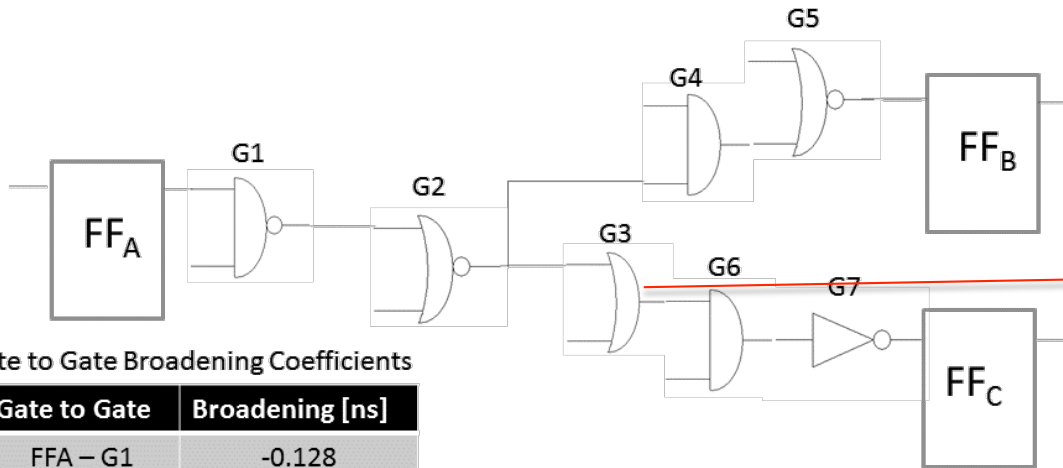 G5
G4
G1
FFB
G2
FFA
G3
G6
G7
te to Gate Broadening Coefficients
FFC
Gate to Gate Broadening [ns]
FFA – G1 -0.128